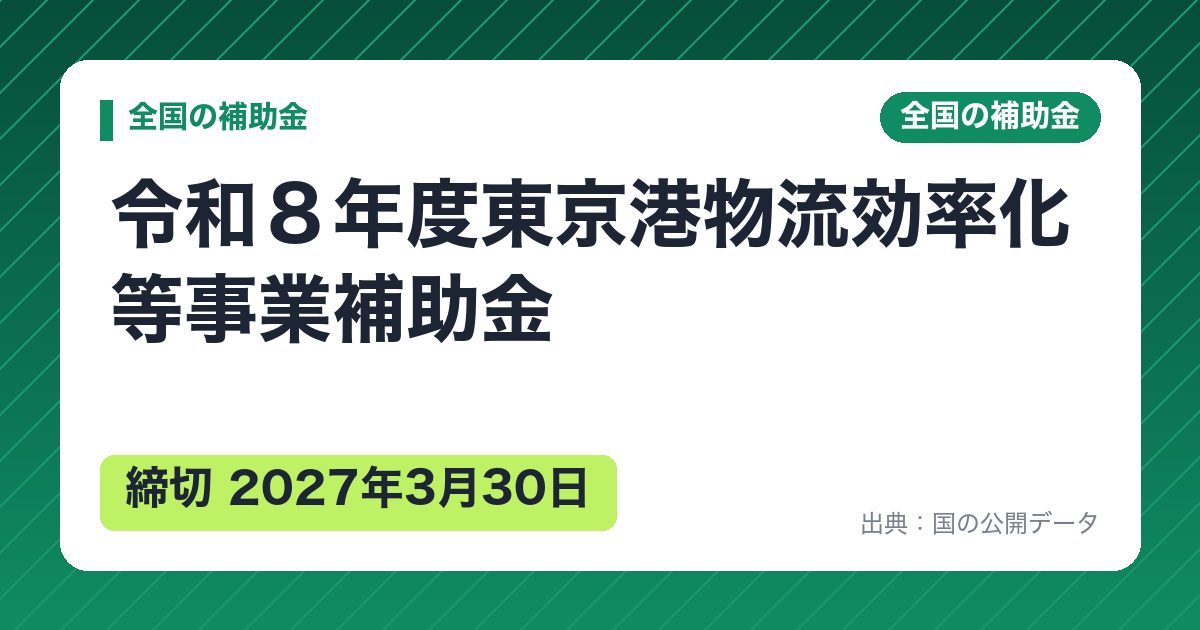 全国の補助金
全国の補助金
令和８年度東京港物流効率化
等事業補助金
締切 2027年3月30日
出典：国の公開データ